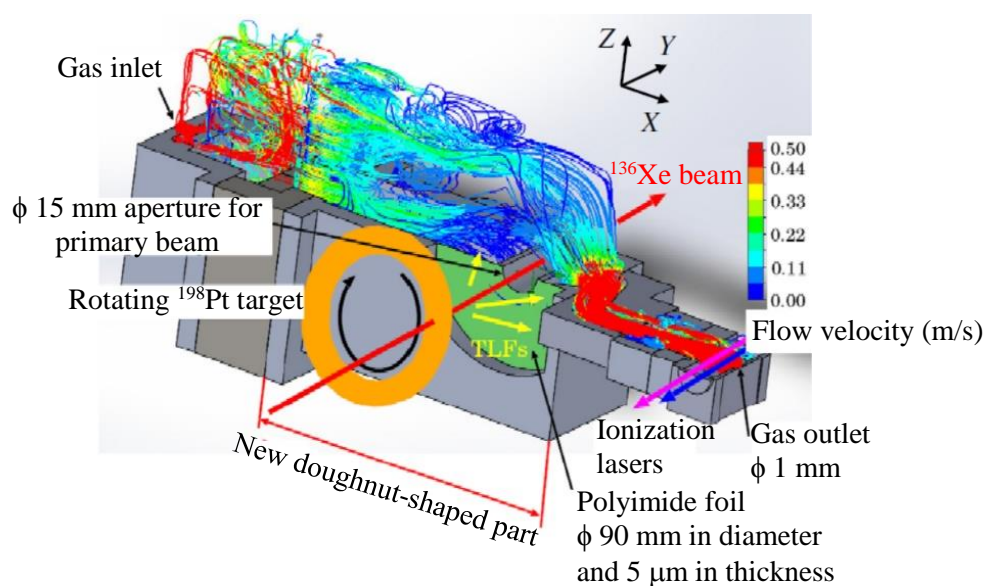 Gas inlet
Z
Y
X
¹³⁶Xe beam
0.50
0.44
0.33
0.22
0.11
0.00
Flow velocity (m/s)
ϕ 15 mm aperture for
primary beam
Rotating ¹⁹⁸Pt target
TLFs
New doughnut-shaped part
Ionization
lasers
Gas outlet
ϕ 1 mm
Polyimide foil
ϕ 90 mm in diameter
and 5 μm in thickness